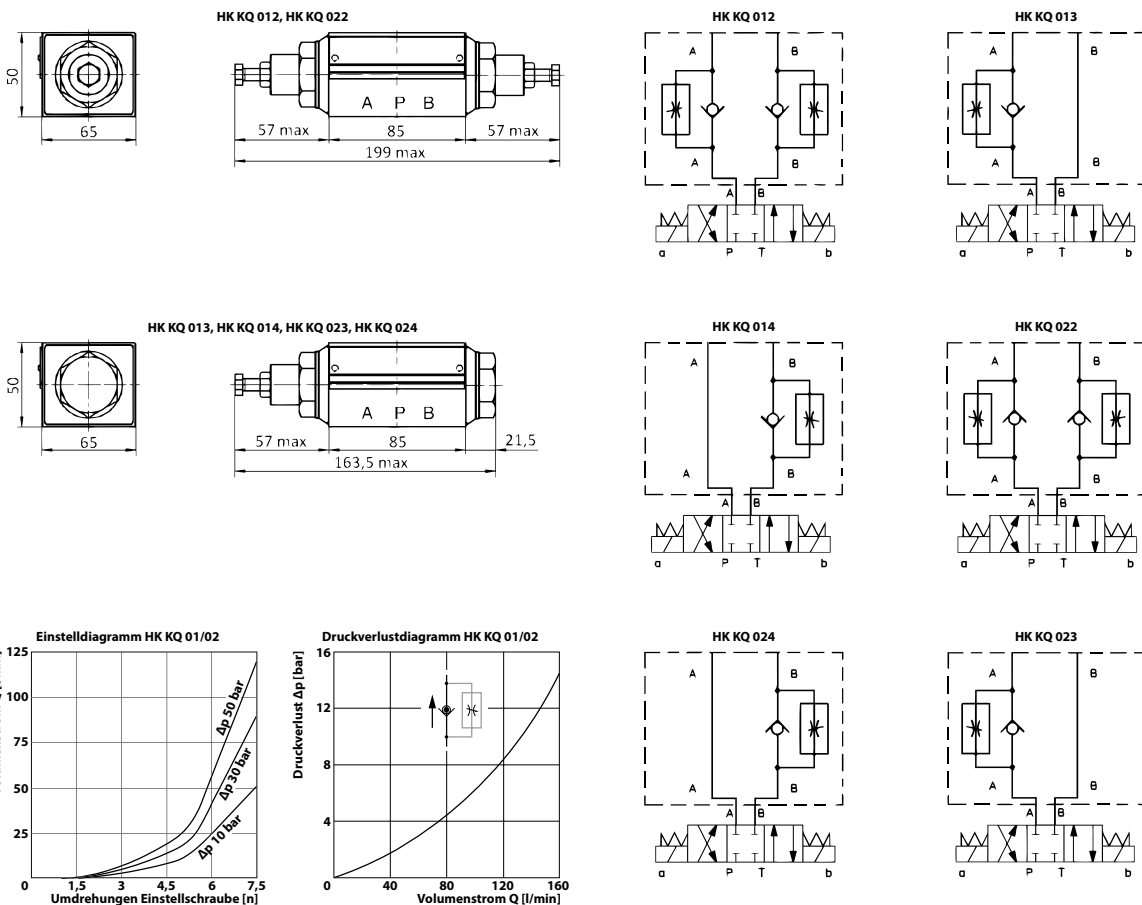 HK KQ 012, HK KQ 022
50
65
A P B
57 max
85
57 max
199 max
HK KQ 013, HK KQ 014, HK KQ 023, HK KQ 024
50
65
A P B
57 max
85
21,5
163,5 max
HK KQ 012
A
B
A
B
A
B
a
P
T
b
HK KQ 013
A
B
A
B
A
B
a
P
T
b
HK KQ 014
A
B
A
B
A
B
a
P
T
b
HK KQ 022
A
B
A
B
A
B
a
P
T
b
Einstelldiagramm HK KQ 01/02
125
100
75
50
25
0
1,5
3
4,5
6
7,5
Δp 50 bar
Δp 30 bar
Δp 10 bar
Umdrehungen Einstellschraube [n]
Druckverlustdiagramm HK KQ 01/02
Druckverlust Δp [bar]
16
12
8
4
0
40
80
120
160
Volumenstrom Q [l/min]
HK KQ 024
A
B
A
B
A
B
a
P
T
b
HK KQ 023
A
B
A
B
A
B
a
P
T
b